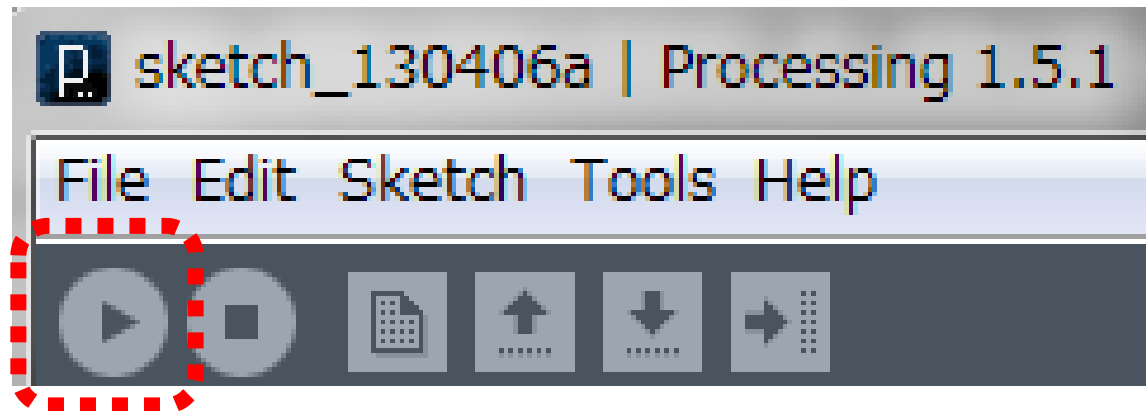 sketch_130406a | Processing 1.5.1
File Edit Sketch Tools Help